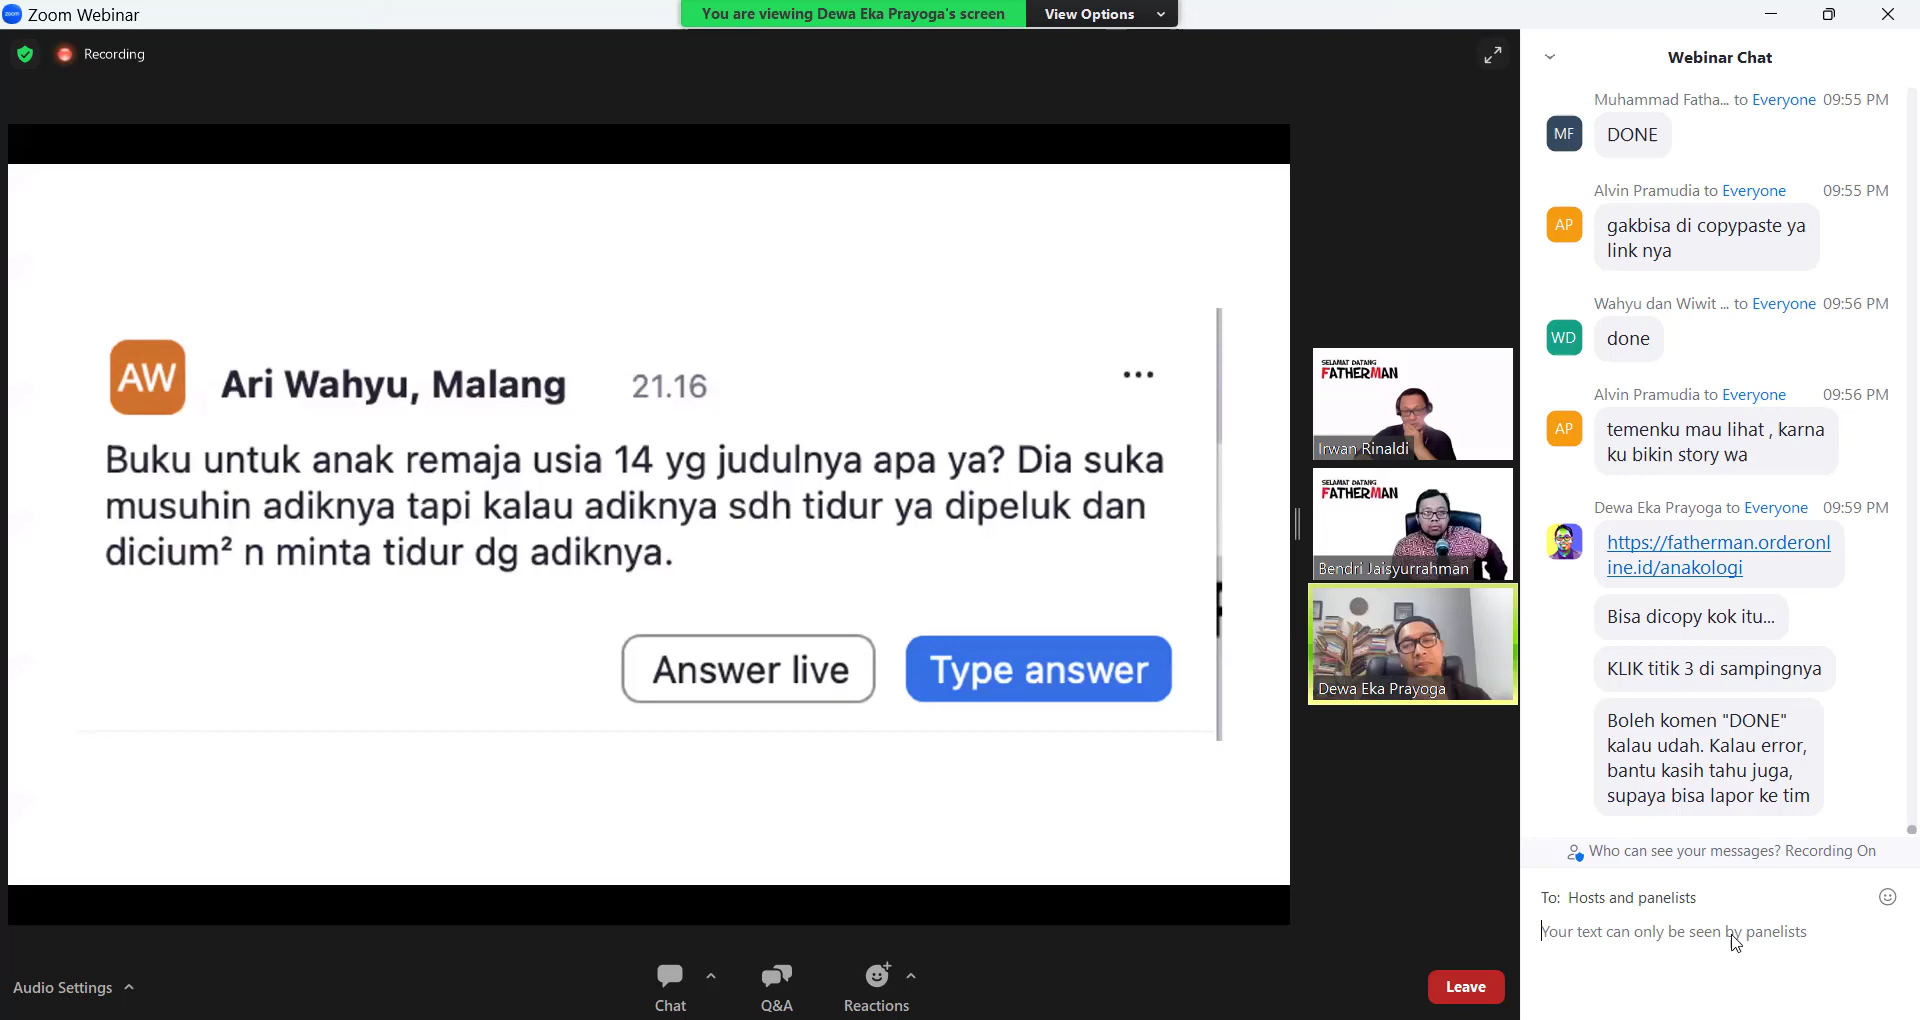 Zoom Webinar
You are viewing Dewa Eka Prayoga's screen
View Options
Recording
AW
Ari Wahyu, Malang 21.16
Buku untuk anak remaja usia 14 yg judulnya apa ya? Dia suka
musuhin adiknya tapi kalau adiknya sdh tidur ya dipeluk dan
dicium² n minta tidur dg adiknya.
Answer live
Type answer
SELAMAT DATANG
FATHERMAN
Irwan Rinaldi
SELAMAT DATANG
FATHERMAN
Bendri Jaisyurrahman
Dewa Eka Prayoga
Webinar Chat
Muhammad Fatha... to Everyone 09:55 PM
MF
DONE
Alvin Pramudia to Everyone 09:55 PM
AP
gakbisa di copypaste ya
link nya
Wahyu dan Wiwit ... to Everyone 09:56 PM
WD
done
Alvin Pramudia to Everyone 09:56 PM
AP
temenku mau lihat , karna
ku bikin story wa
Dewa Eka Prayoga to Everyone 09:59 PM
https://fatherman.orderonl
ine.id/anakologi
Bisa dicopy kok itu...
KLIK titik 3 di sampingnya
Boleh komen "DONE"
kalau udah. Kalau error,
bantu kasih tahu juga,
supaya bisa lapor ke tim
Who can see your messages? Recording On
To: Hosts and panelists
Your text can only be seen by panelists
Audio Settings
Chat
Q&A
Reactions
Leave